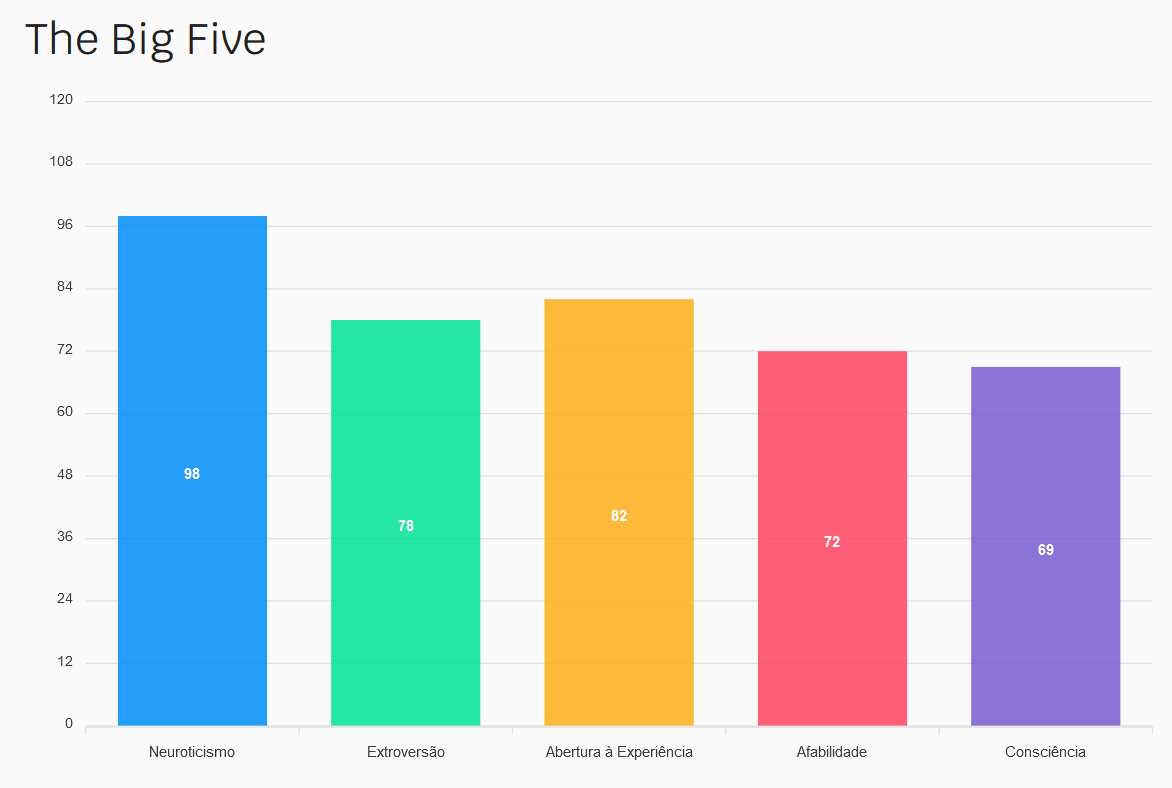 The Big Five
120
108
96
84
72
60
48
36
24
12
0
98
78
82
72
69
Neuroticismo
Extroversão
Abertura à Experiência
Afabilidade
Consciência